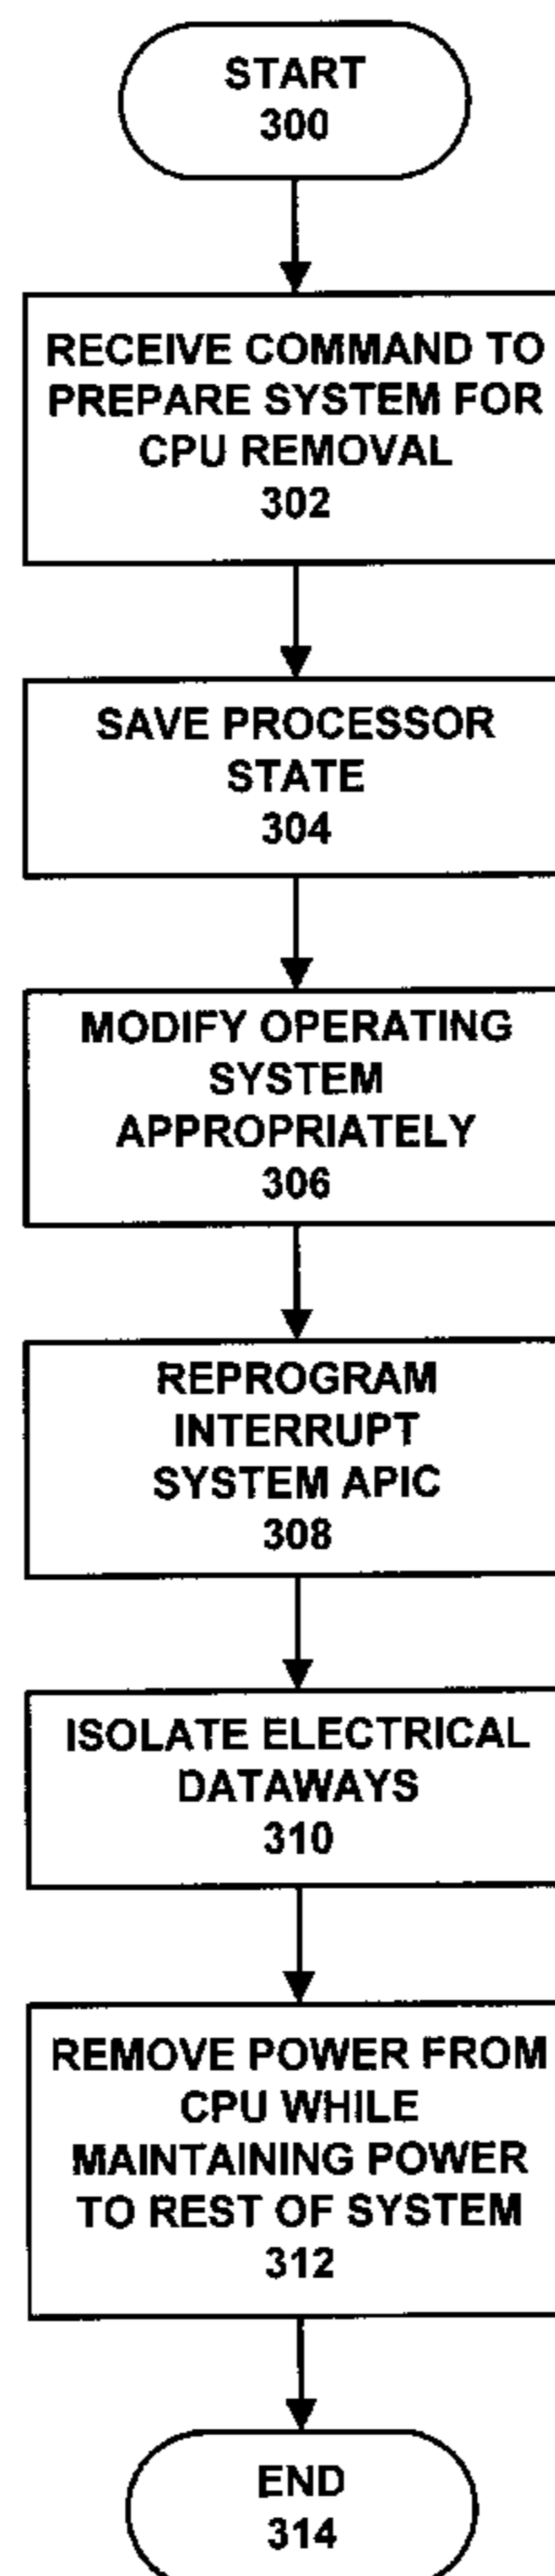 START
300
RECEIVE COMMAND TO
PREPARE SYSTEM FOR
CPU REMOVAL
302
SAVE PROCESSOR
STATE
304
MODIFY OPERATING
SYSTEM
APPROPRIATELY
306
REPROGRAM
INTERRUPT
SYSTEM APIC
308
ISOLATE ELECTRICAL
DATAWAYS
310
REMOVE POWER FROM
CPU WHILE
MAINTAINING POWER
TO REST OF SYSTEM
312
END
314